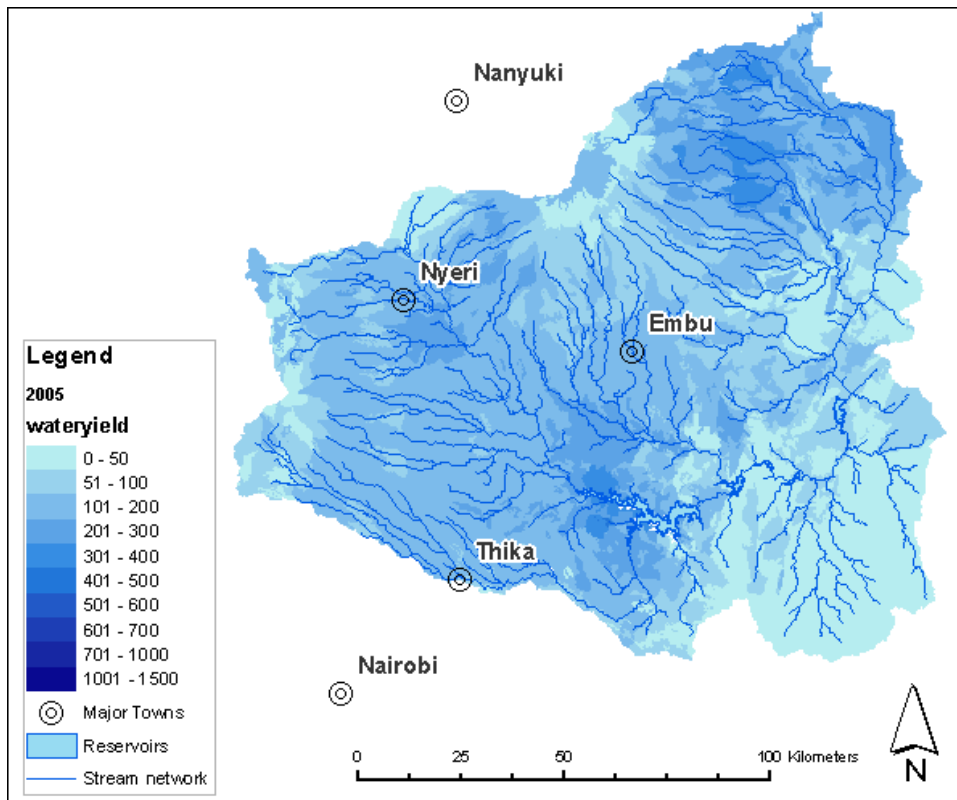 Nanyuki
Nyeri
Embu
Thika
Nairobi
Legend
2005
wateryield
0 - 50
51 - 100
101 - 200
201 - 300
301 - 400
401 - 500
501 - 600
601 - 700
701 - 1000
1001 - 1500
Major Towns
Reservoirs
Stream network
0 25 50 100 Kilometers
N